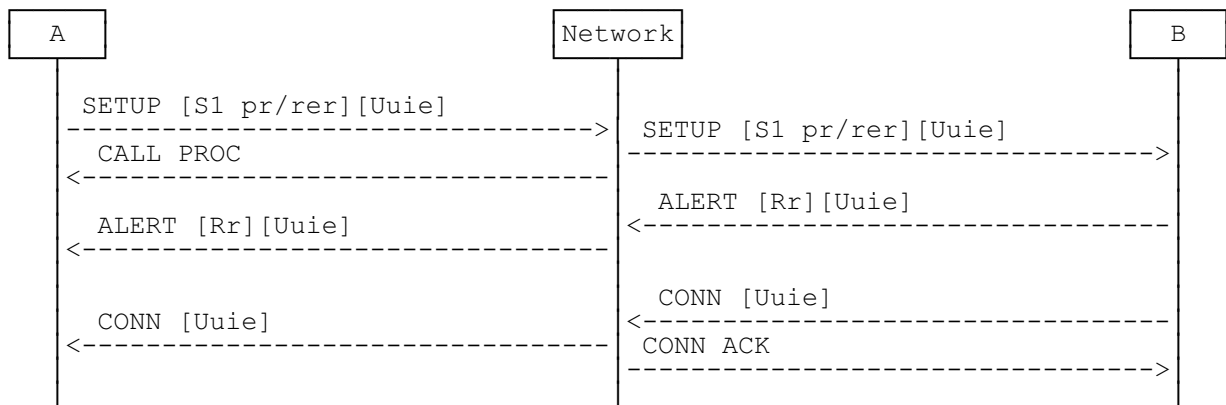 A Network B
SETUP [S1 pr/rer][Uuie]
SETUP [S1 pr/rer][Uuie]
CALL PROC
ALERT [Rr][Uuie]
ALERT [Rr][Uuie]
CONN [Uuie]
CONN [Uuie]
CONN ACK